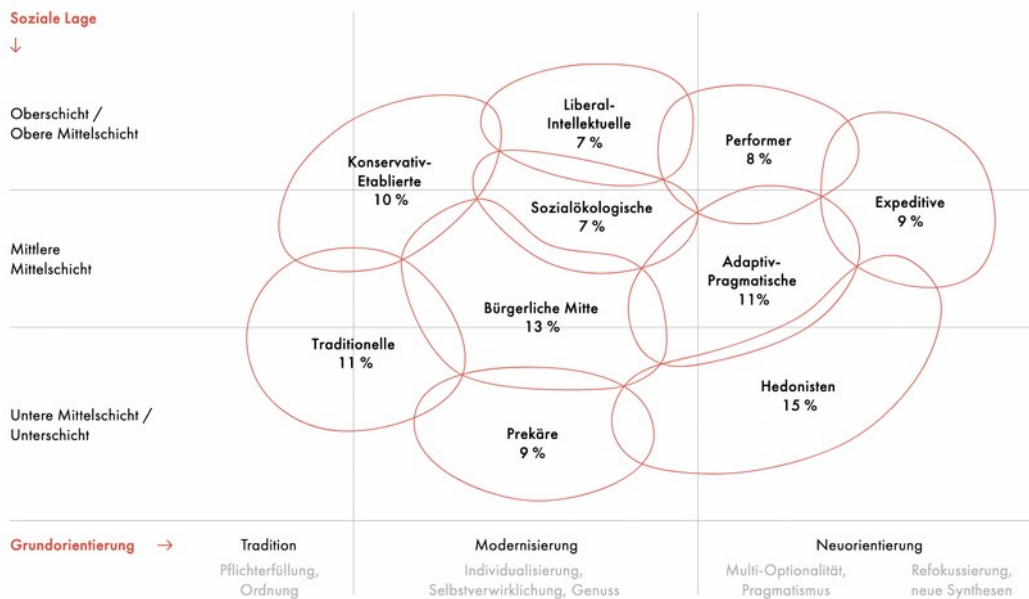 Soziale Lage
↓
Oberschicht /
Obere Mittelschicht
Mittlere
Mittelschicht
Untere Mittelschicht /
Unterschicht
Konservativ-
Etablierte
10 %
Liberal-
Intellektuelle
7 %
Performer
8 %
Expeditive
9 %
Sozialökologische
7 %
Adaptiv-
Pragmatische
11%
Bürgerliche Mitte
13 %
Traditionelle
11 %
Hedonisten
15 %
Prekäre
9 %
Grundorientierung →
Tradition
Pflichterfüllung,
Ordnung
Modernisierung
Individualisierung,
Selbstverwirklichung, Genuss
Neuorientierung
Multi-Optionalität,
Pragmatismus
Refokussierung,
neue Synthesen